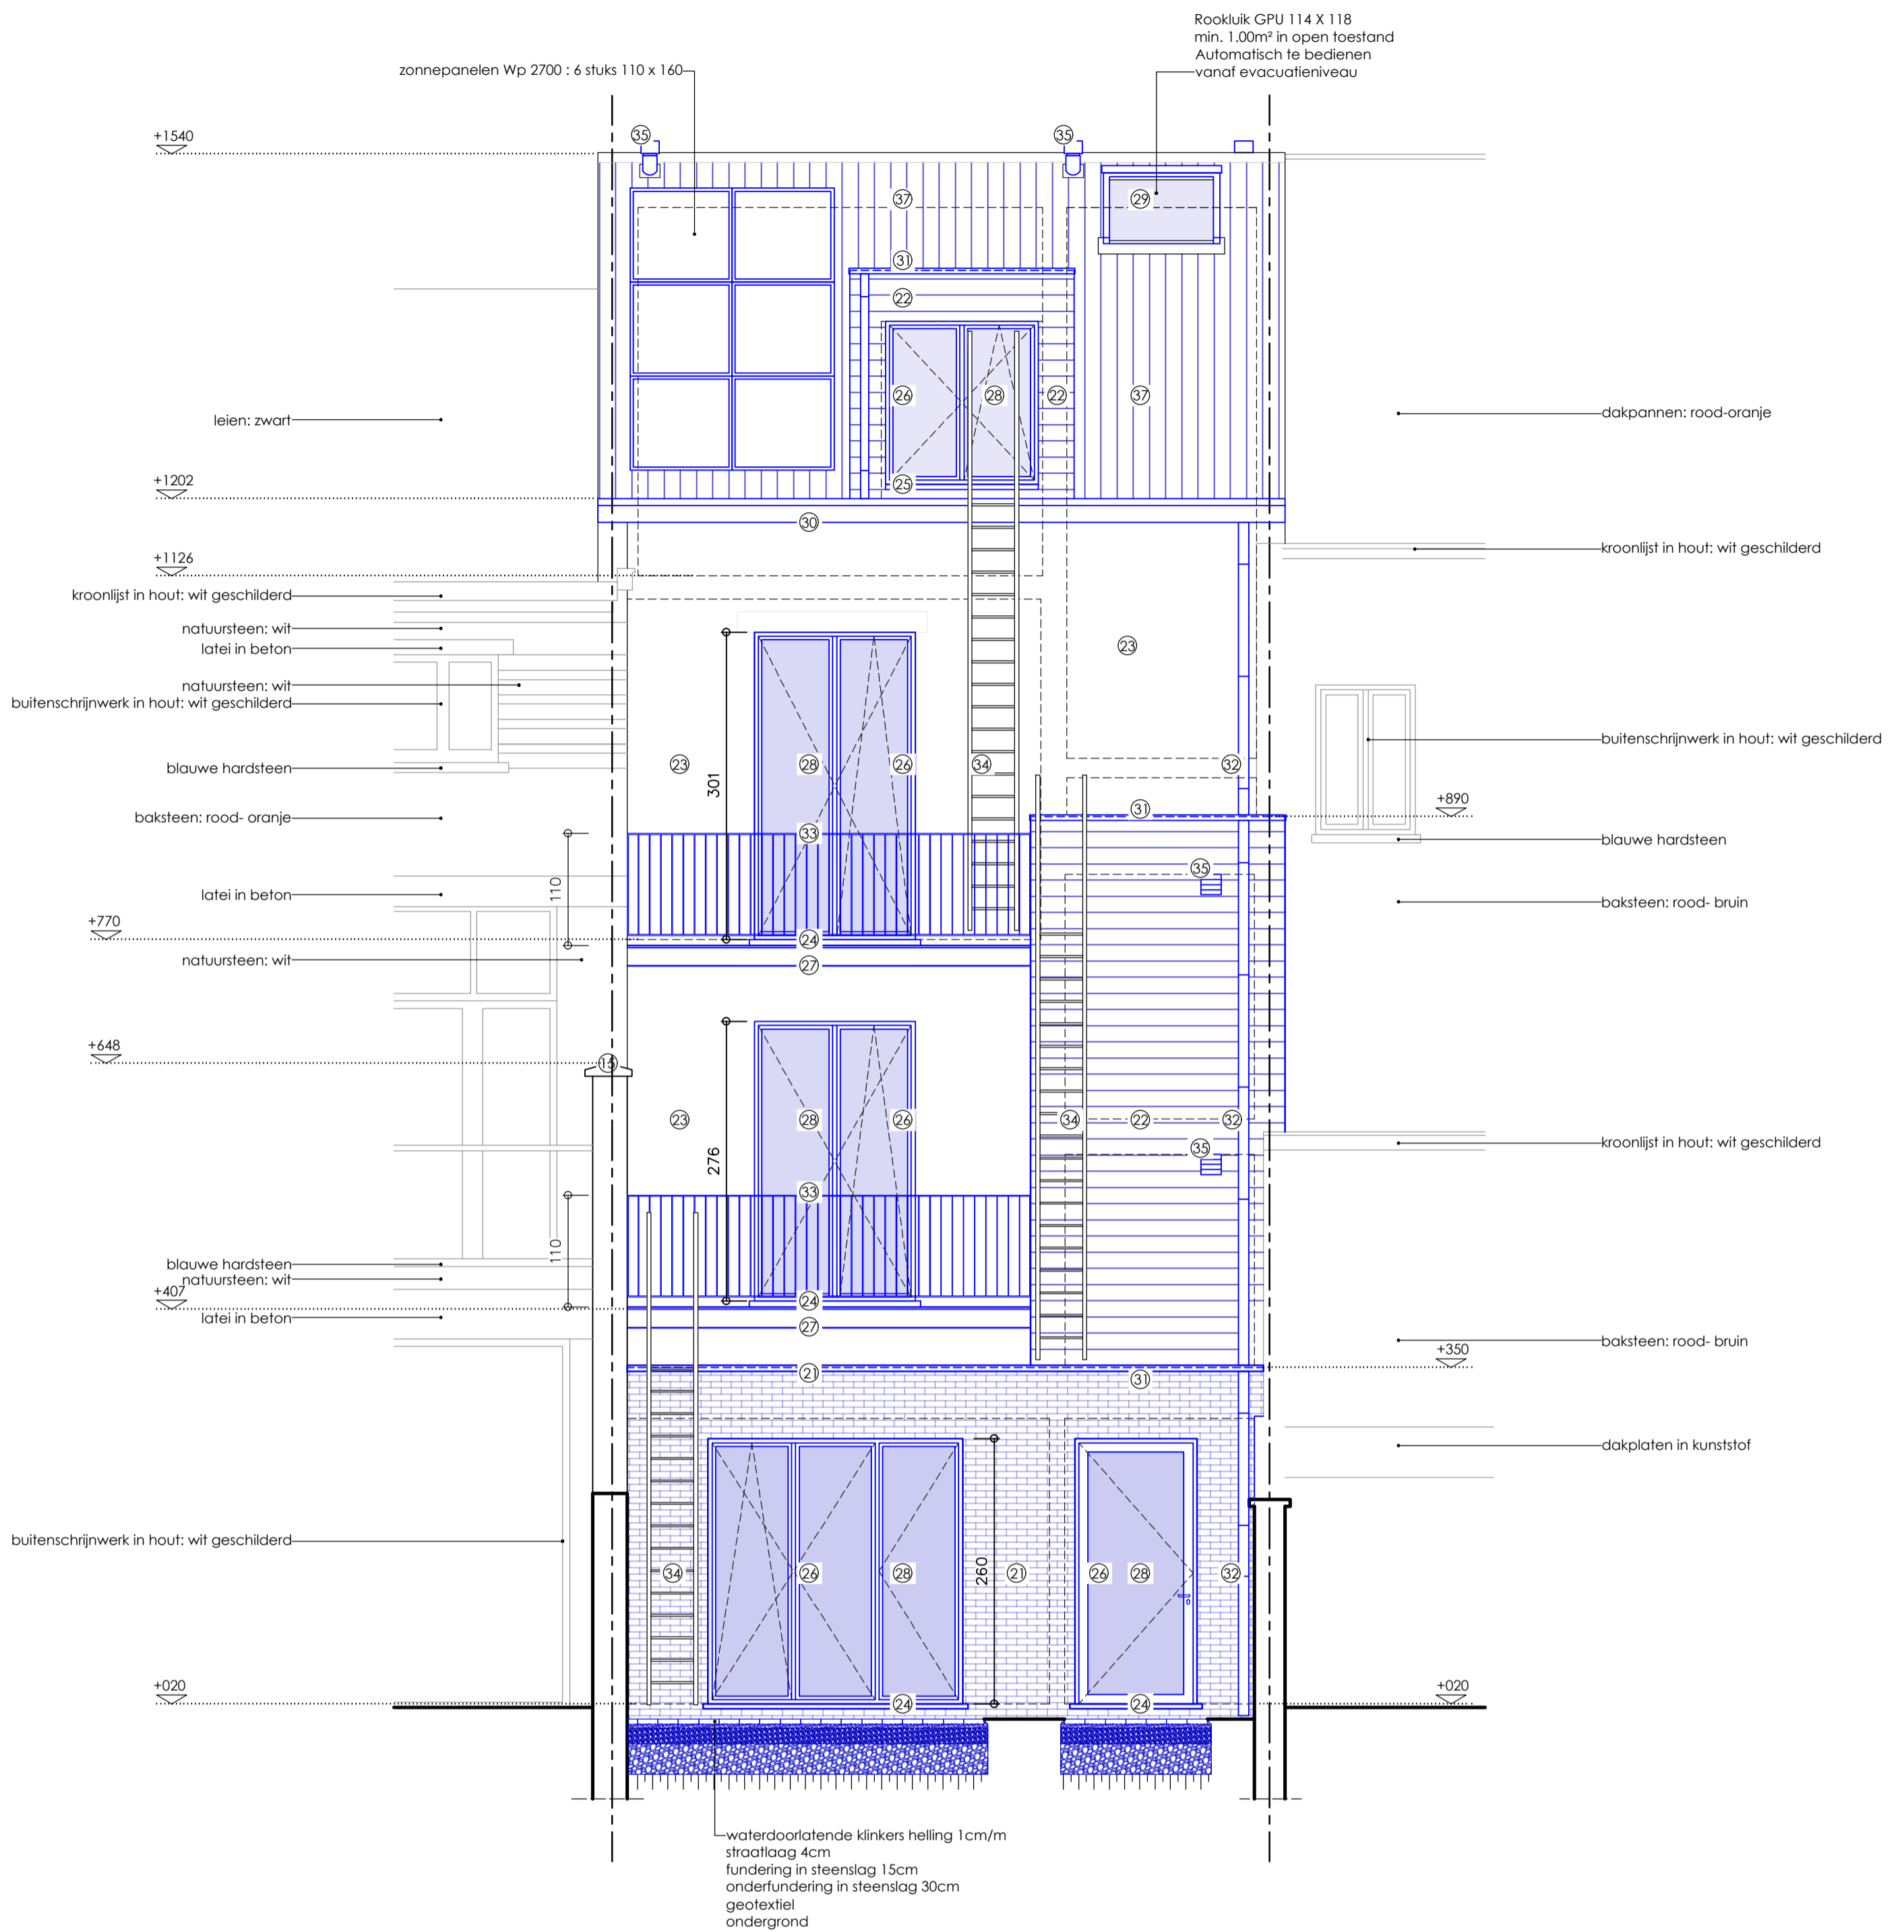 Rookluik GPU 114 X 118
min. 1.00m² in open toestand
Automatisch te bedienen
vanaf evacuatieniveau
zonnepanelen Wp 2700 : 6 stuks 110 x 160
35
35
+1540
37
29
31
22
26
28
22
37
leien: zwart
dakpannen: rood-oranje
+1202
25
30
+1126
kroonlijst in hout: wit geschilderd
kroonlijst in hout: wit geschilderd
natuursteen: wit
latei in beton
23
natuursteen: wit
buitenschrijnwerk in hout: wit geschilderd
buitenschrijnwerk in hout: wit geschilderd
blauwe hardsteen
301
23
28
26
34
32
+890
31
baksteen: rood- oranje
33
blauwe hardsteen
35
110
latei in beton
baksteen: rood- bruin
+770
24
natuursteen: wit
27
+648
15
23
28
26
34
22
32
kroonlijst in hout: wit geschilderd
35
276
33
110
blauwe hardsteen
natuursteen: wit
+407
24
latei in beton
27
baksteen: rood- bruin
+350
21
31
dakplaten in kunststof
buitenschrijnwerk in hout: wit geschilderd
34
26
28
260
21
26
28
32
+020
24
24
+020
waterdoorlatende klinkers helling 1cm/m
straatlaag 4cm
fundering in steenslag 15cm
onderfundering in steenslag 30cm
geotextiel
ondergrond